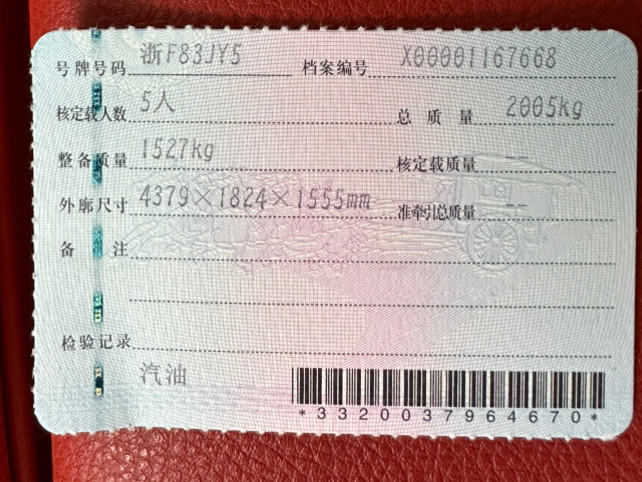 号牌号码 浙F83JY5 档案编号 X00001167668
核定载人数 5人 总质量 2005kg
整备质量 1527kg 核定载质量 --
外廓尺寸 4379×1824×1555mm 准牵引总质量 --
备注
检验记录
汽油
*3320037964670*